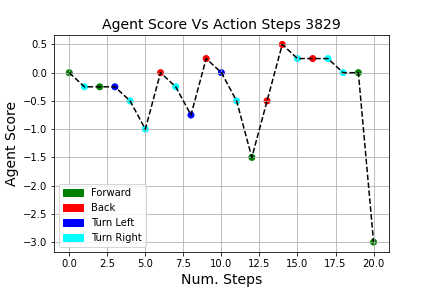 Agent Score Vs Action Steps 3829
Agent Score
0.5
0.0
−0.5
−1.0
−1.5
−2.0
−2.5
−3.0
Forward
Back
Turn Left
Turn Right
0.0 2.5 5.0 7.5 10.0 12.5 15.0 17.5 20.0
Num. Steps